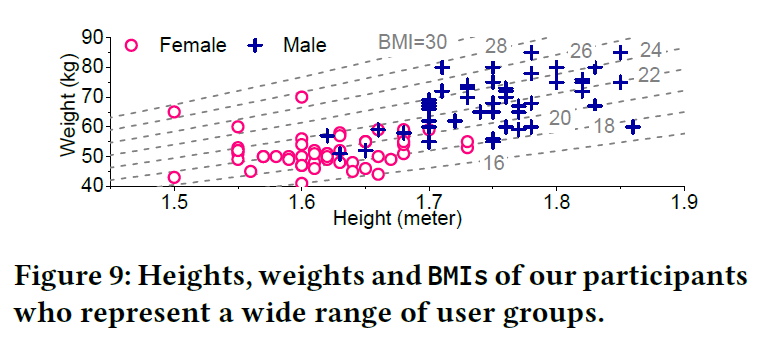 90
80
70
60
50
40
Weight (kg)
Female Male
BMI=30
28
26
24
22
20
18
16
1.5 1.6 1.7 1.8 1.9
Height (meter)
Figure 9: Heights, weights and BMIs of our participants
who represent a wide range of user groups.